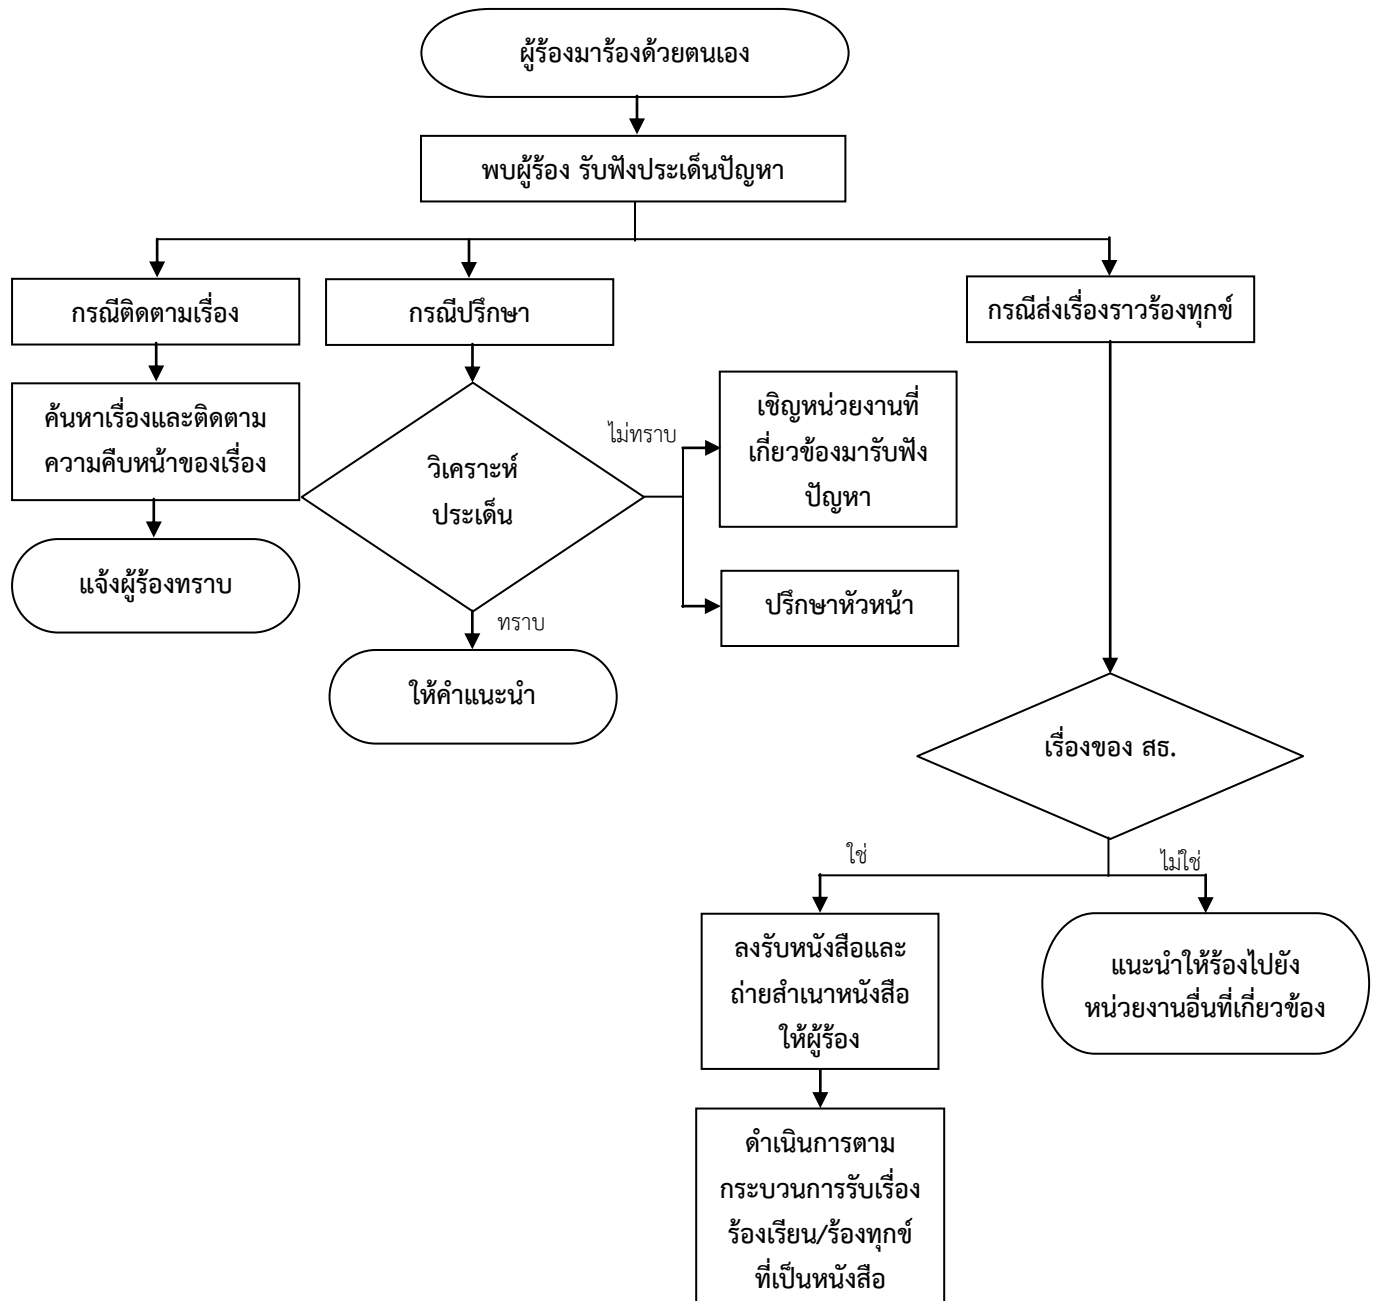 ผู้ร้องมาร้องด้วยตนเอง
พบผู้ร้อง รับฟังประเด็นปัญหา
กรณีติดตามเรื่อง
กรณีปรึกษา
กรณีส่งเรื่องราวร้องทุกข์
ค้นหาเรื่องและติดตาม
ความคืบหน้าของเรื่อง
แจ้งผู้ร้องทราบ
วิเคราะห์
ประเด็น
ไม่ทราบ
เชิญหน่วยงานที่
เกี่ยวข้องมารับฟัง
ปัญหา
ปรึกษาหัวหน้า
ทราบ
ให้คำแนะนำ
เรื่องของ สธ.
ใช่
ไม่ใช่
ลงรับหนังสือและ
ถ่ายสำเนาหนังสือ
ให้ผู้ร้อง
แนะนำให้ร้องไปยัง
หน่วยงานอื่นที่เกี่ยวข้อง
ดำเนินการตาม
กระบวนการรับเรื่อง
ร้องเรียน/ร้องทุกข์
ที่เป็นหนังสือ